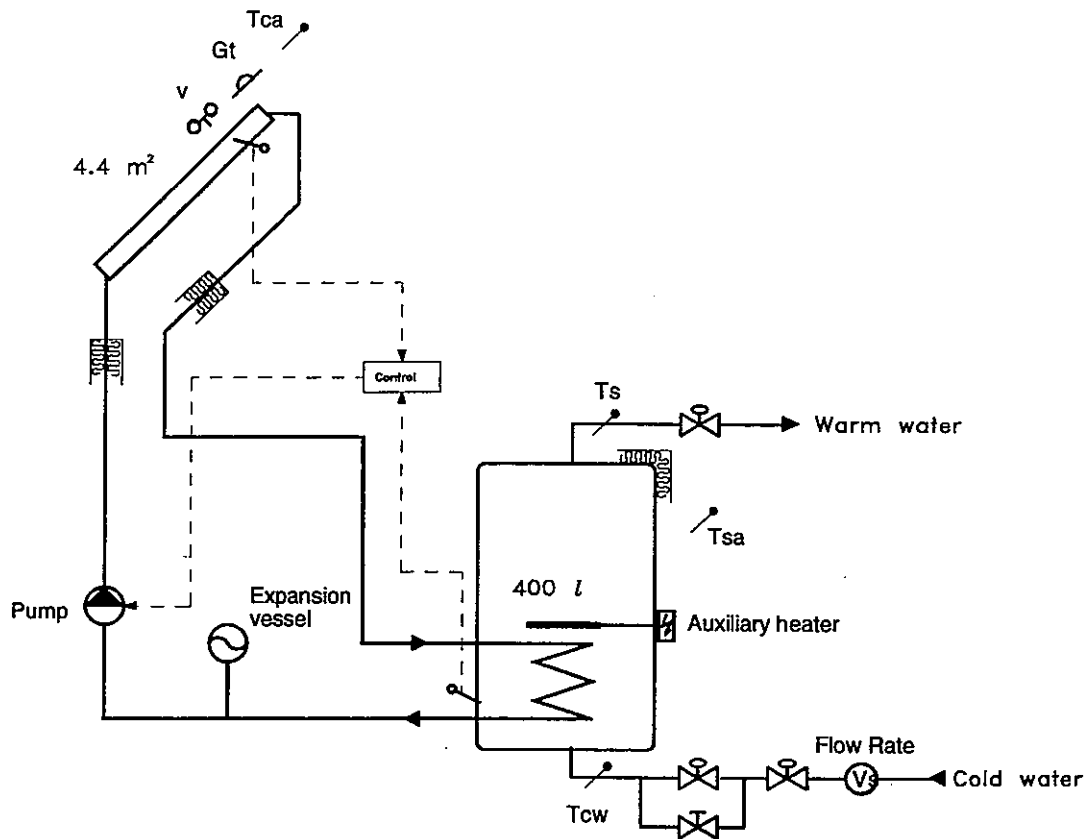 Tca
Gt
v
4.4 m²
Control
Ts
Warm water
Tsa
400 l
Expansion
vessel
Pump
Auxiliary heater
Flow Rate
Vs
Cold water
Tcw